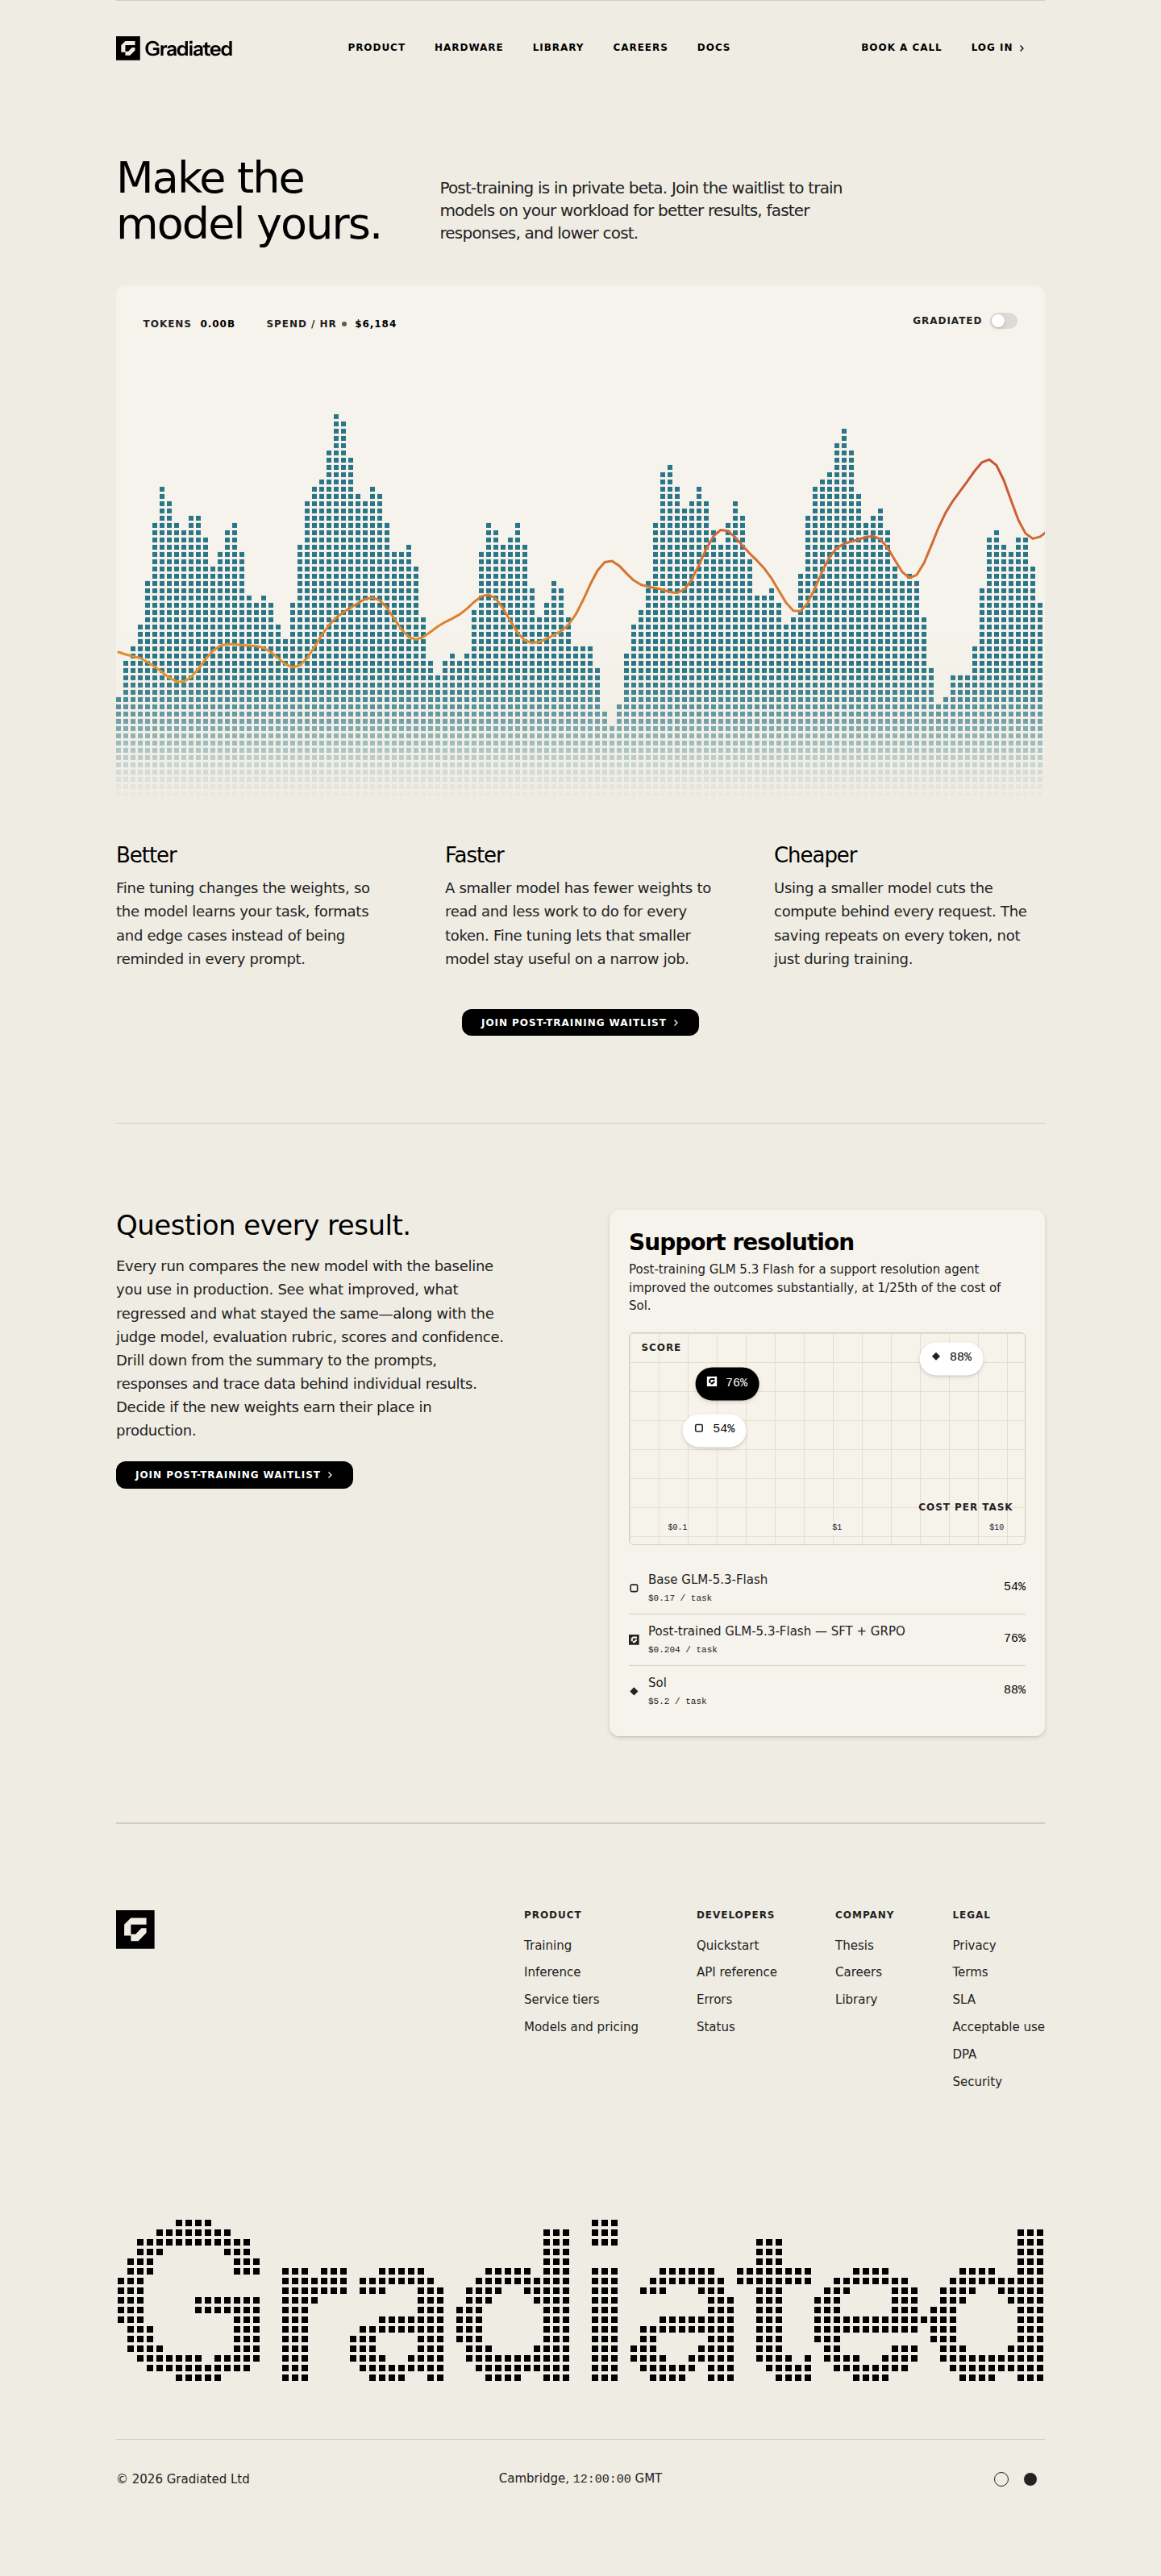 Gradiated
PRODUCT HARDWARE LIBRARY CAREERS DOCS BOOK A CALL LOG IN ›
Make the
model yours.
Post-training is in private beta. Join the waitlist to train
models on your workload for better results, faster
responses, and lower cost.
TOKENS 0.00B SPEND / HR • $6,184 GRADIATED
Better
Fine tuning changes the weights, so
the model learns your task, formats
and edge cases instead of being
reminded in every prompt.
Faster
A smaller model has fewer weights to
read and less work to do for every
token. Fine tuning lets that smaller
model stay useful on a narrow job.
Cheaper
Using a smaller model cuts the
compute behind every request. The
saving repeats on every token, not
just during training.
JOIN POST-TRAINING WAITLIST ›
Question every result.
Every run compares the new model with the baseline
you use in production. See what improved, what
regressed and what stayed the same—along with the
judge model, evaluation rubric, scores and confidence.
Drill down from the summary to the prompts,
responses and trace data behind individual results.
Decide if the new weights earn their place in
production.
JOIN POST-TRAINING WAITLIST ›
Support resolution
Post-training GLM 5.3 Flash for a support resolution agent
improved the outcomes substantially, at 1/25th of the cost of
Sol.
SCORE
88%
76%
54%
COST PER TASK
$0.1 $1 $10
Base GLM-5.3-Flash
$0.17 / task
54%
Post-trained GLM-5.3-Flash — SFT + GRPO
$0.204 / task
76%
Sol
$5.2 / task
88%
PRODUCT
Training
Inference
Service tiers
Models and pricing
DEVELOPERS
Quickstart
API reference
Errors
Status
COMPANY
Thesis
Careers
Library
LEGAL
Privacy
Terms
SLA
Acceptable use
DPA
Security
Gradiated
© 2026 Gradiated Ltd
Cambridge, 12:00:00 GMT